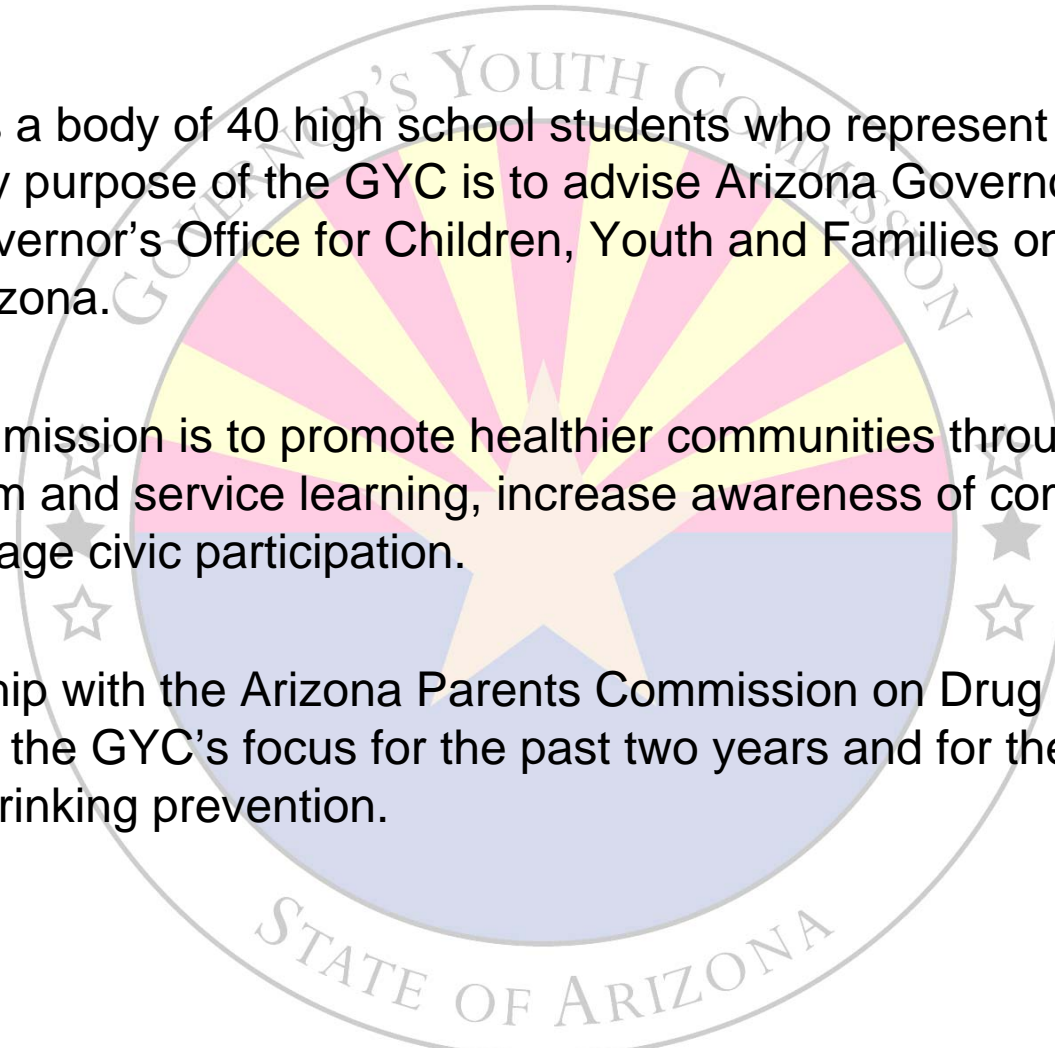 GOVERNOR'S YOUTH COMMISSION
s a body of 40 high school students who represent
y purpose of the GYC is to advise Arizona Governo
vernor's Office for Children, Youth and Families on
zona.
mission is to promote healthier communities throu
m and service learning, increase awareness of cor
age civic participation.
hip with the Arizona Parents Commission on Drug
the GYC's focus for the past two years and for the
rinking prevention.
STATE OF ARIZONA